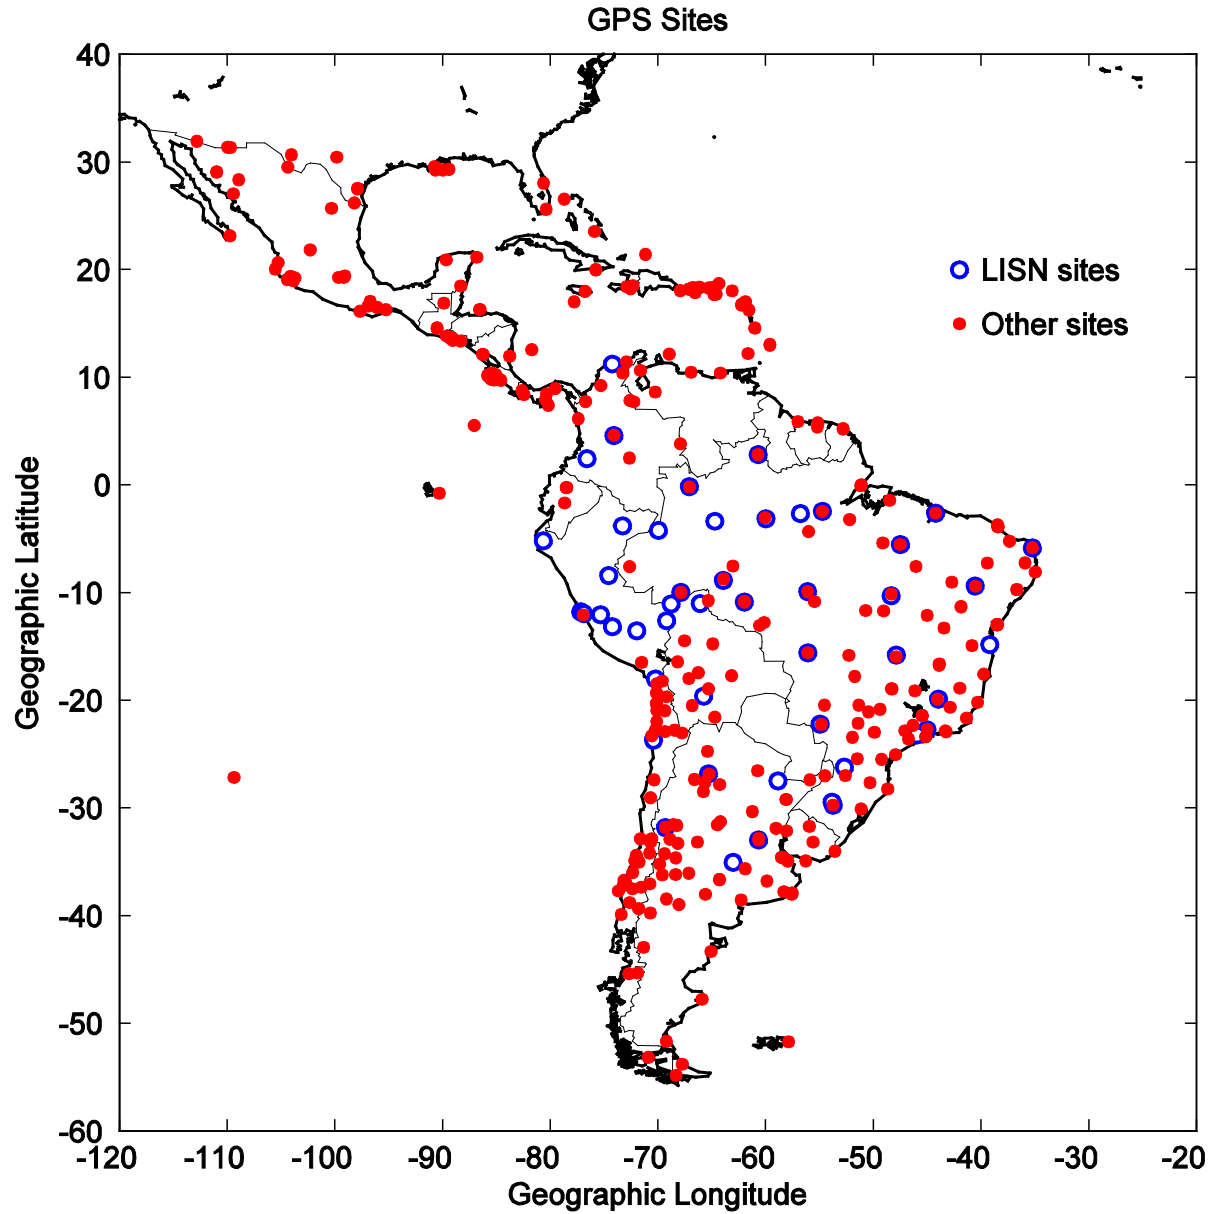 GPS Sites
40
30
20
10
0
-10
-20
-30
-40
-50
-60
Geographic Latitude
LISN sites
Other sites
-120 -110 -100 -90 -80 -70 -60 -50 -40 -30 -20
Geographic Longitude